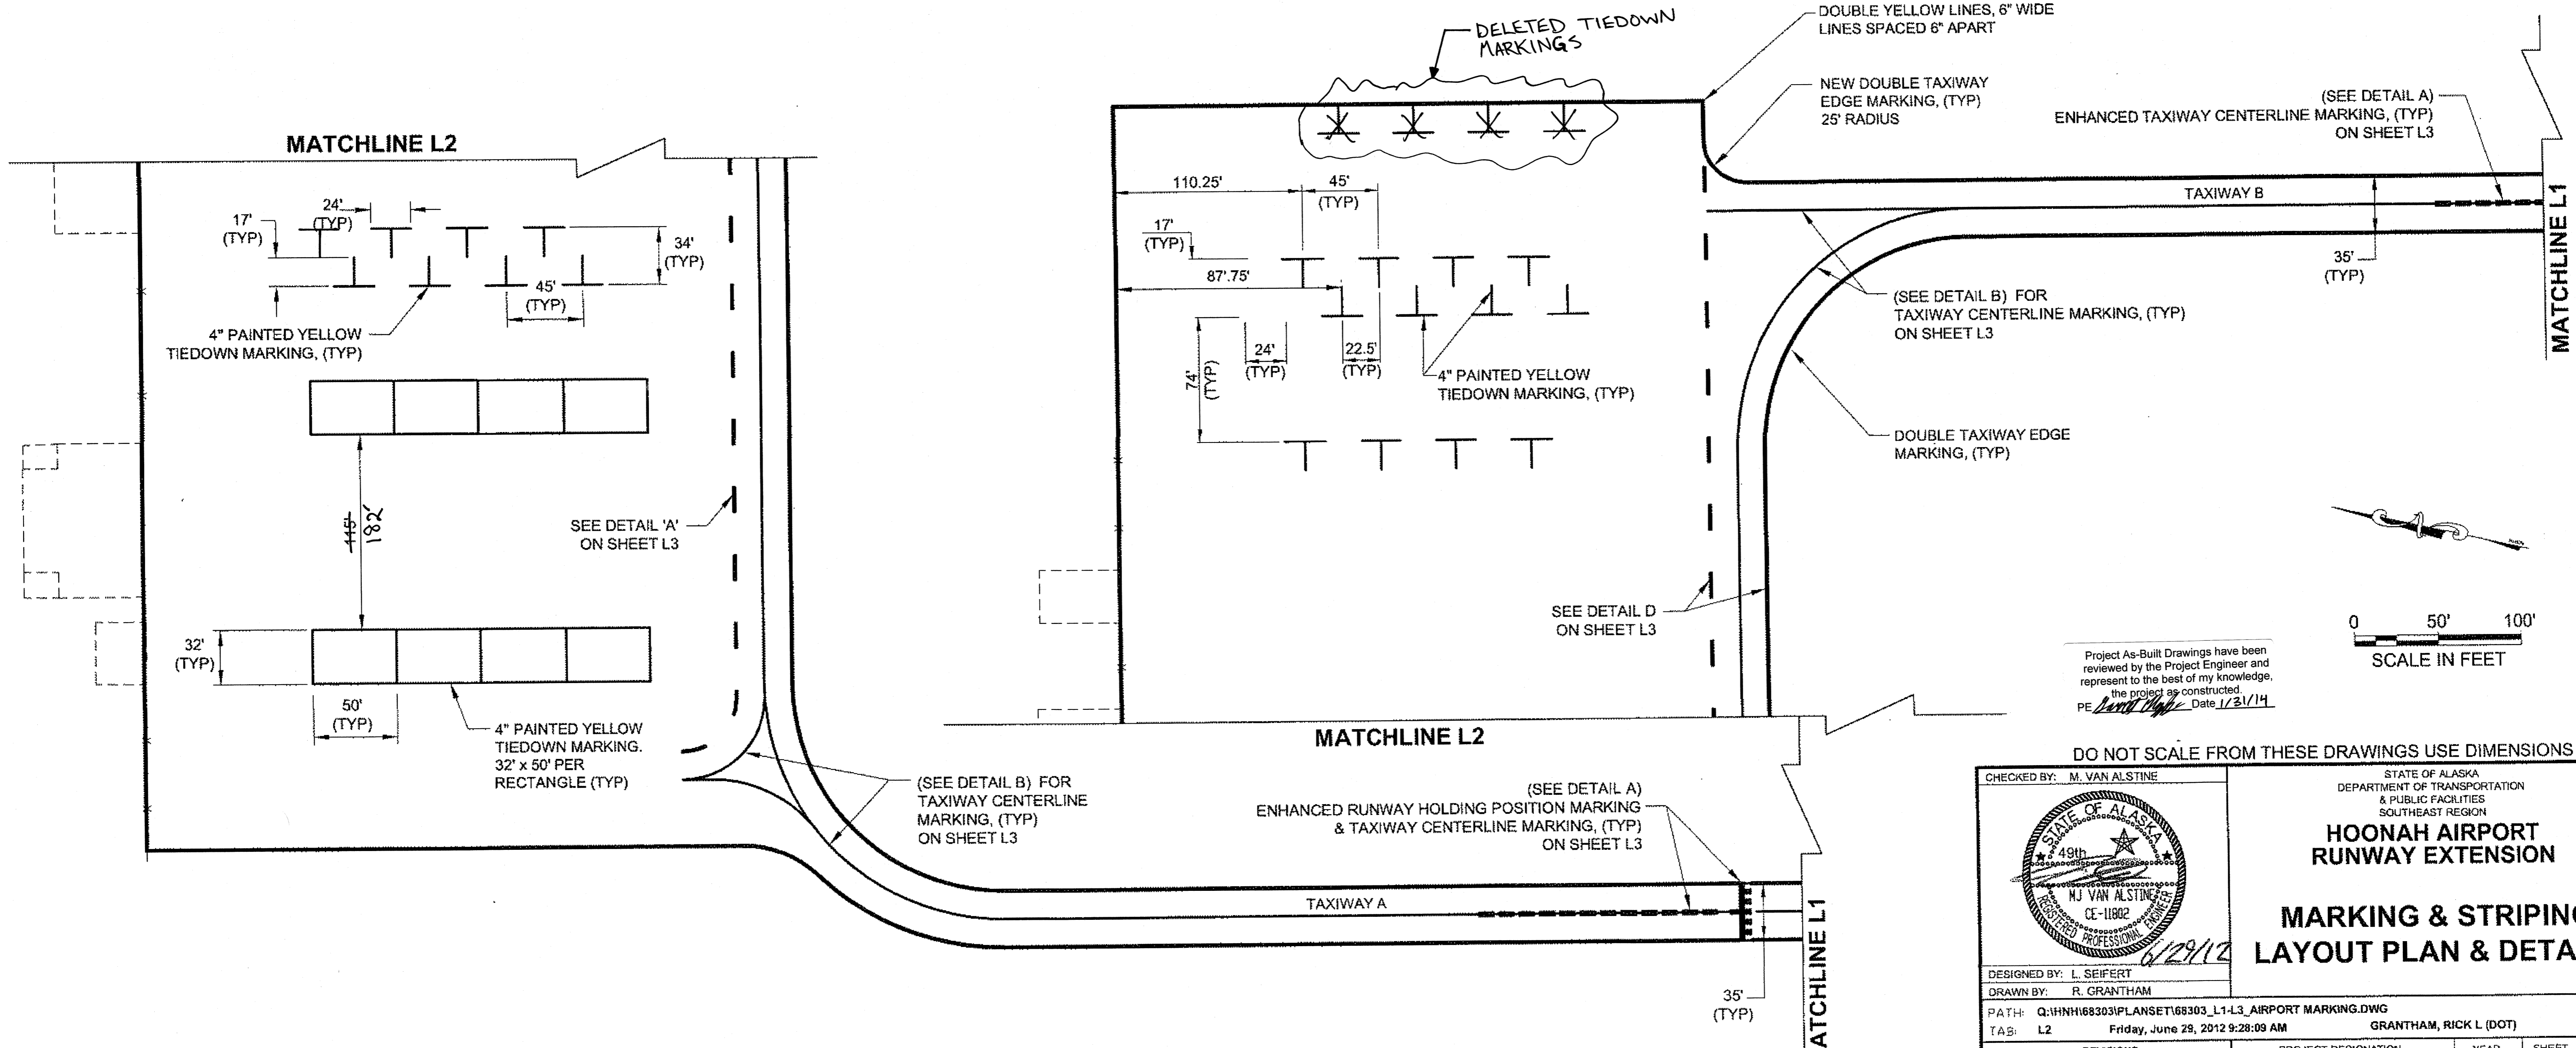 DELETED TIEDOWN
MARKINGS
DOUBLE YELLOW LINES, 6" WIDE
LINES SPACED 6" APART
NEW DOUBLE TAXIWAY
EDGE MARKING, (TYP)
25' RADIUS
(SEE DETAIL A)
ENHANCED TAXIWAY CENTERLINE MARKING, (TYP)
ON SHEET L3
MATCHLINE L2
24'
(TYP)
17'
(TYP)
34'
(TYP)
45'
(TYP)
4" PAINTED YELLOW
TIEDOWN MARKING, (TYP)
115'
182'
SEE DETAIL 'A'
ON SHEET L3
32'
(TYP)
50'
(TYP)
4" PAINTED YELLOW
TIEDOWN MARKING.
32' x 50' PER
RECTANGLE (TYP)
(SEE DETAIL B) FOR
TAXIWAY CENTERLINE
MARKING, (TYP)
ON SHEET L3
110.25'
45'
(TYP)
17'
(TYP)
87'.75'
24'
(TYP)
22.5'
(TYP)
74'
(TYP)
4" PAINTED YELLOW
TIEDOWN MARKING, (TYP)
TAXIWAY B
35'
(TYP)
MATCHLINE L1
(SEE DETAIL B) FOR
TAXIWAY CENTERLINE MARKING, (TYP)
ON SHEET L3
DOUBLE TAXIWAY EDGE
MARKING, (TYP)
SEE DETAIL D
ON SHEET L3
MATCHLINE L2
(SEE DETAIL A)
ENHANCED RUNWAY HOLDING POSITION MARKING
& TAXIWAY CENTERLINE MARKING, (TYP)
ON SHEET L3
TAXIWAY A
35'
(TYP)
ATCHLINE L1
0 50' 100'
SCALE IN FEET
Project As-Built Drawings have been
reviewed by the Project Engineer and
represent to the best of my knowledge,
the project as constructed.
PE Date 1/31/14
DO NOT SCALE FROM THESE DRAWINGS USE DIMENSIONS
CHECKED BY: M. VAN ALSTINE
STATE OF ALASKA
49th
MJ VAN ALSTINE
CE-11802
REGISTERED PROFESSIONAL ENGINEER
6/29/12
DESIGNED BY: L. SEIFERT
DRAWN BY: R. GRANTHAM
STATE OF ALASKA
DEPARTMENT OF TRANSPORTATION
& PUBLIC FACILITIES
SOUTHEAST REGION
HOONAH AIRPORT
RUNWAY EXTENSION
MARKING & STRIPING
LAYOUT PLAN & DETA
PATH: Q:\HNH\68303\PLANSET\68303_L1-L3_AIRPORT MARKING.DWG
TAB: L2 Friday, June 29, 2012 9:28:09 AM GRANTHAM, RICK L (DOT)